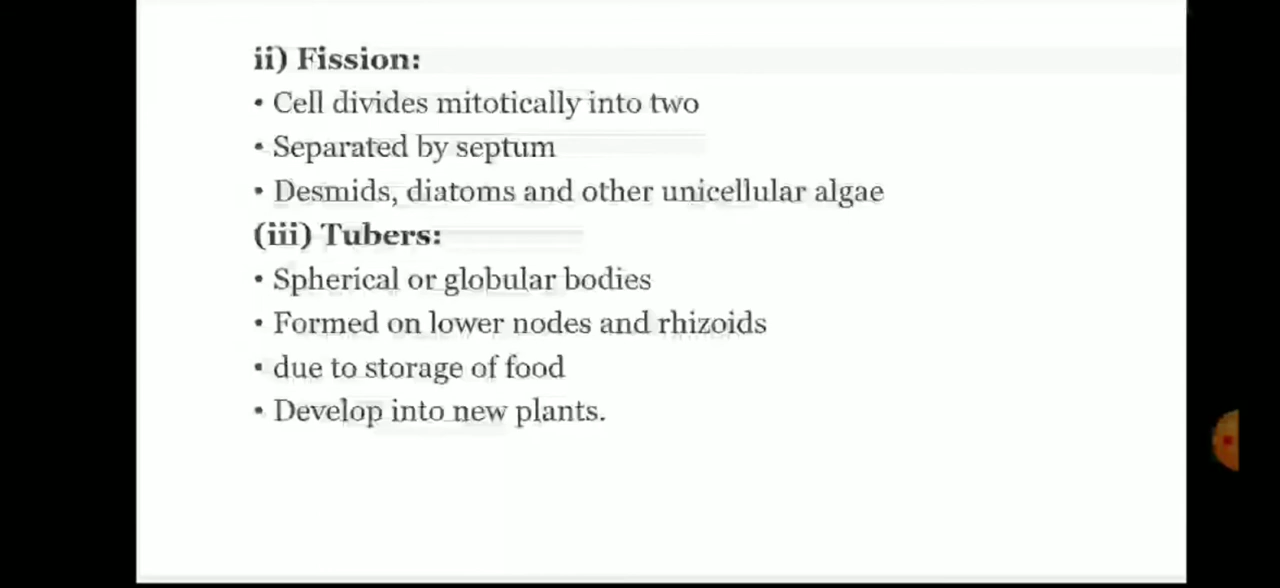 ii) Fission:
• Cell divides mitotically into two
• Separated by septum
• Desmids, diatoms and other unicellular algae
(iii) Tubers:
• Spherical or globular bodies
• Formed on lower nodes and rhizoids
• due to storage of food
• Develop into new plants.